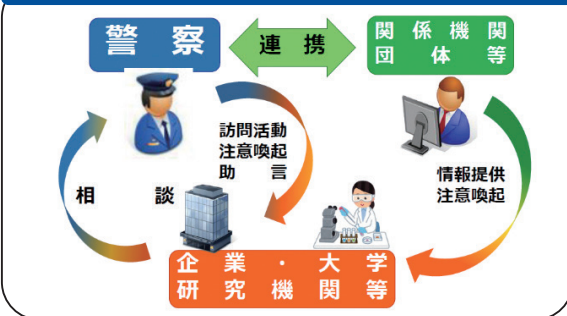 警察
連携
関係機関
団体等
訪問活動
注意喚起
助言
情報提供
注意喚起
相談
企業・大学
研究機関等